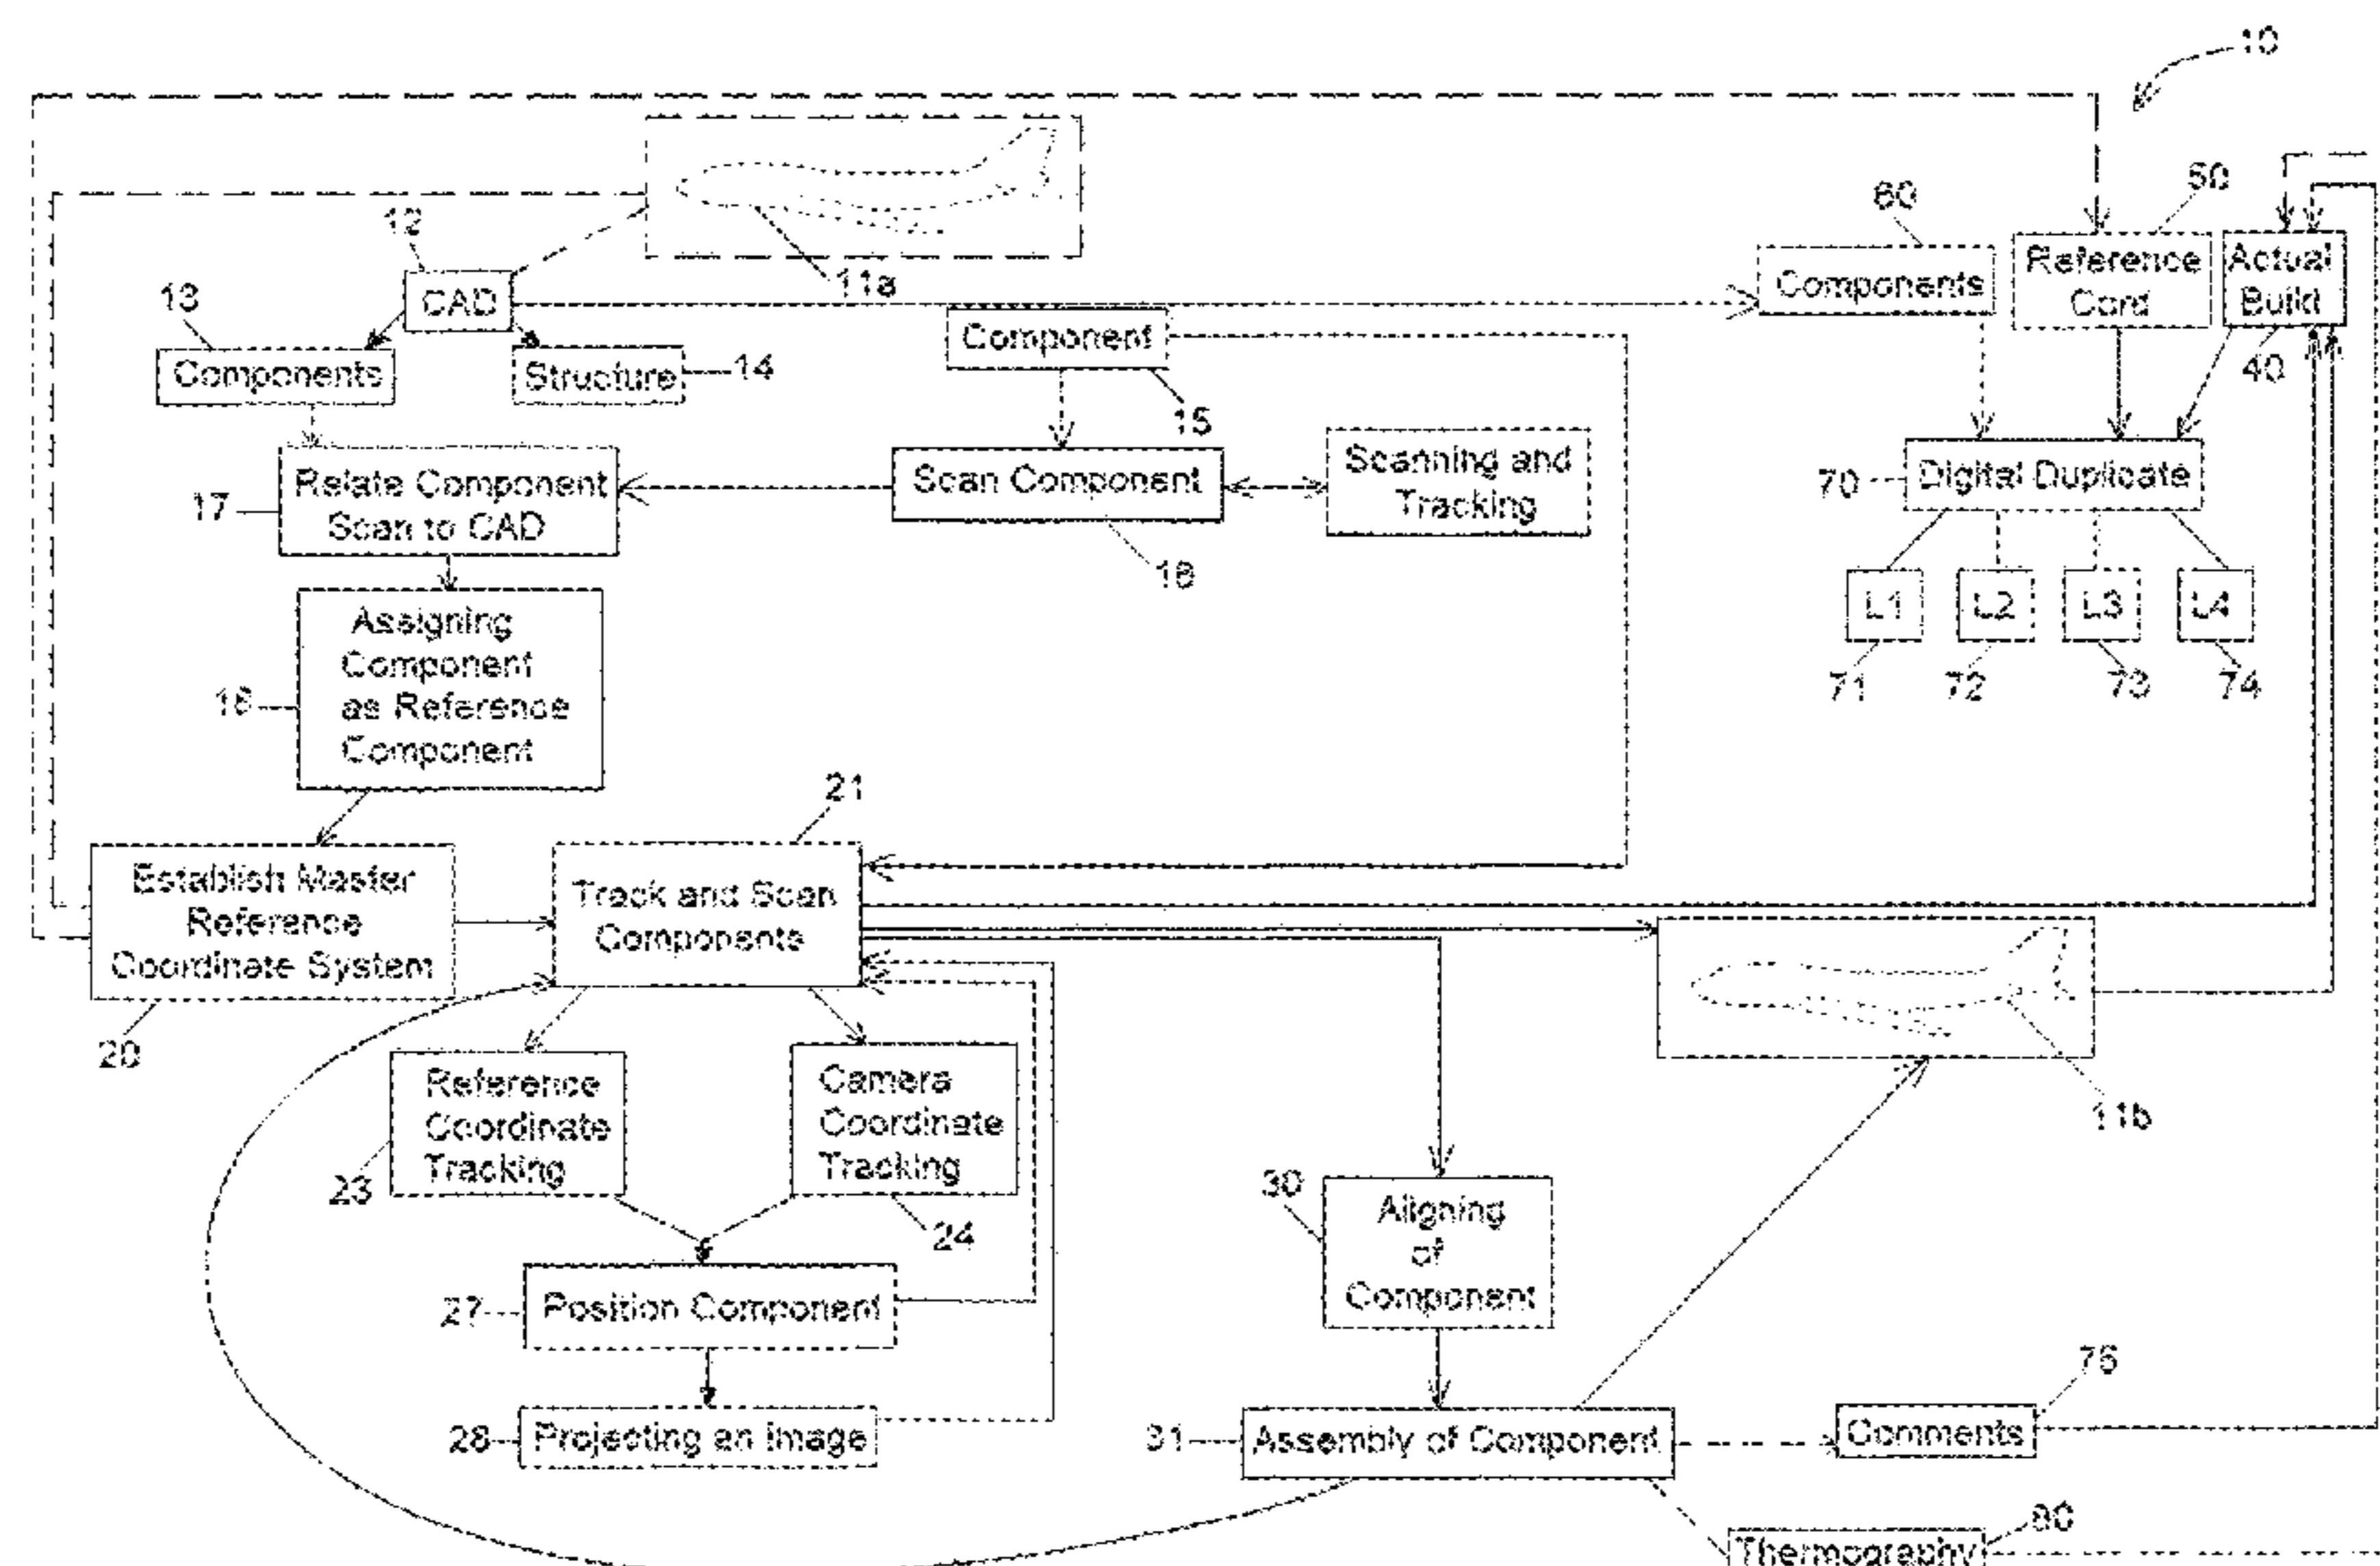 10
12
CAD
11a
60
Components
50
Reference
Cord
Actual
Build
40
13
Components
Structure
14
Component
15
17
Relate Component
Scan to CAD
Scan Component
16
Scanning and
Tracking
70
Digital Duplicate
L1
L2
L3
L4
71
72
73
74
Assigning
Component
as Reference
Component
21
Establish Master
Reference
Coordinate System
20
Track and Scan
Components
11b
23
Reference
Coordinate
Tracking
Camera
Coordinate
Tracking
24
30
Aligning
of
Component
27
Position Component
28
Projecting an Image
31
Assembly of Component
76
Comments
Thermography